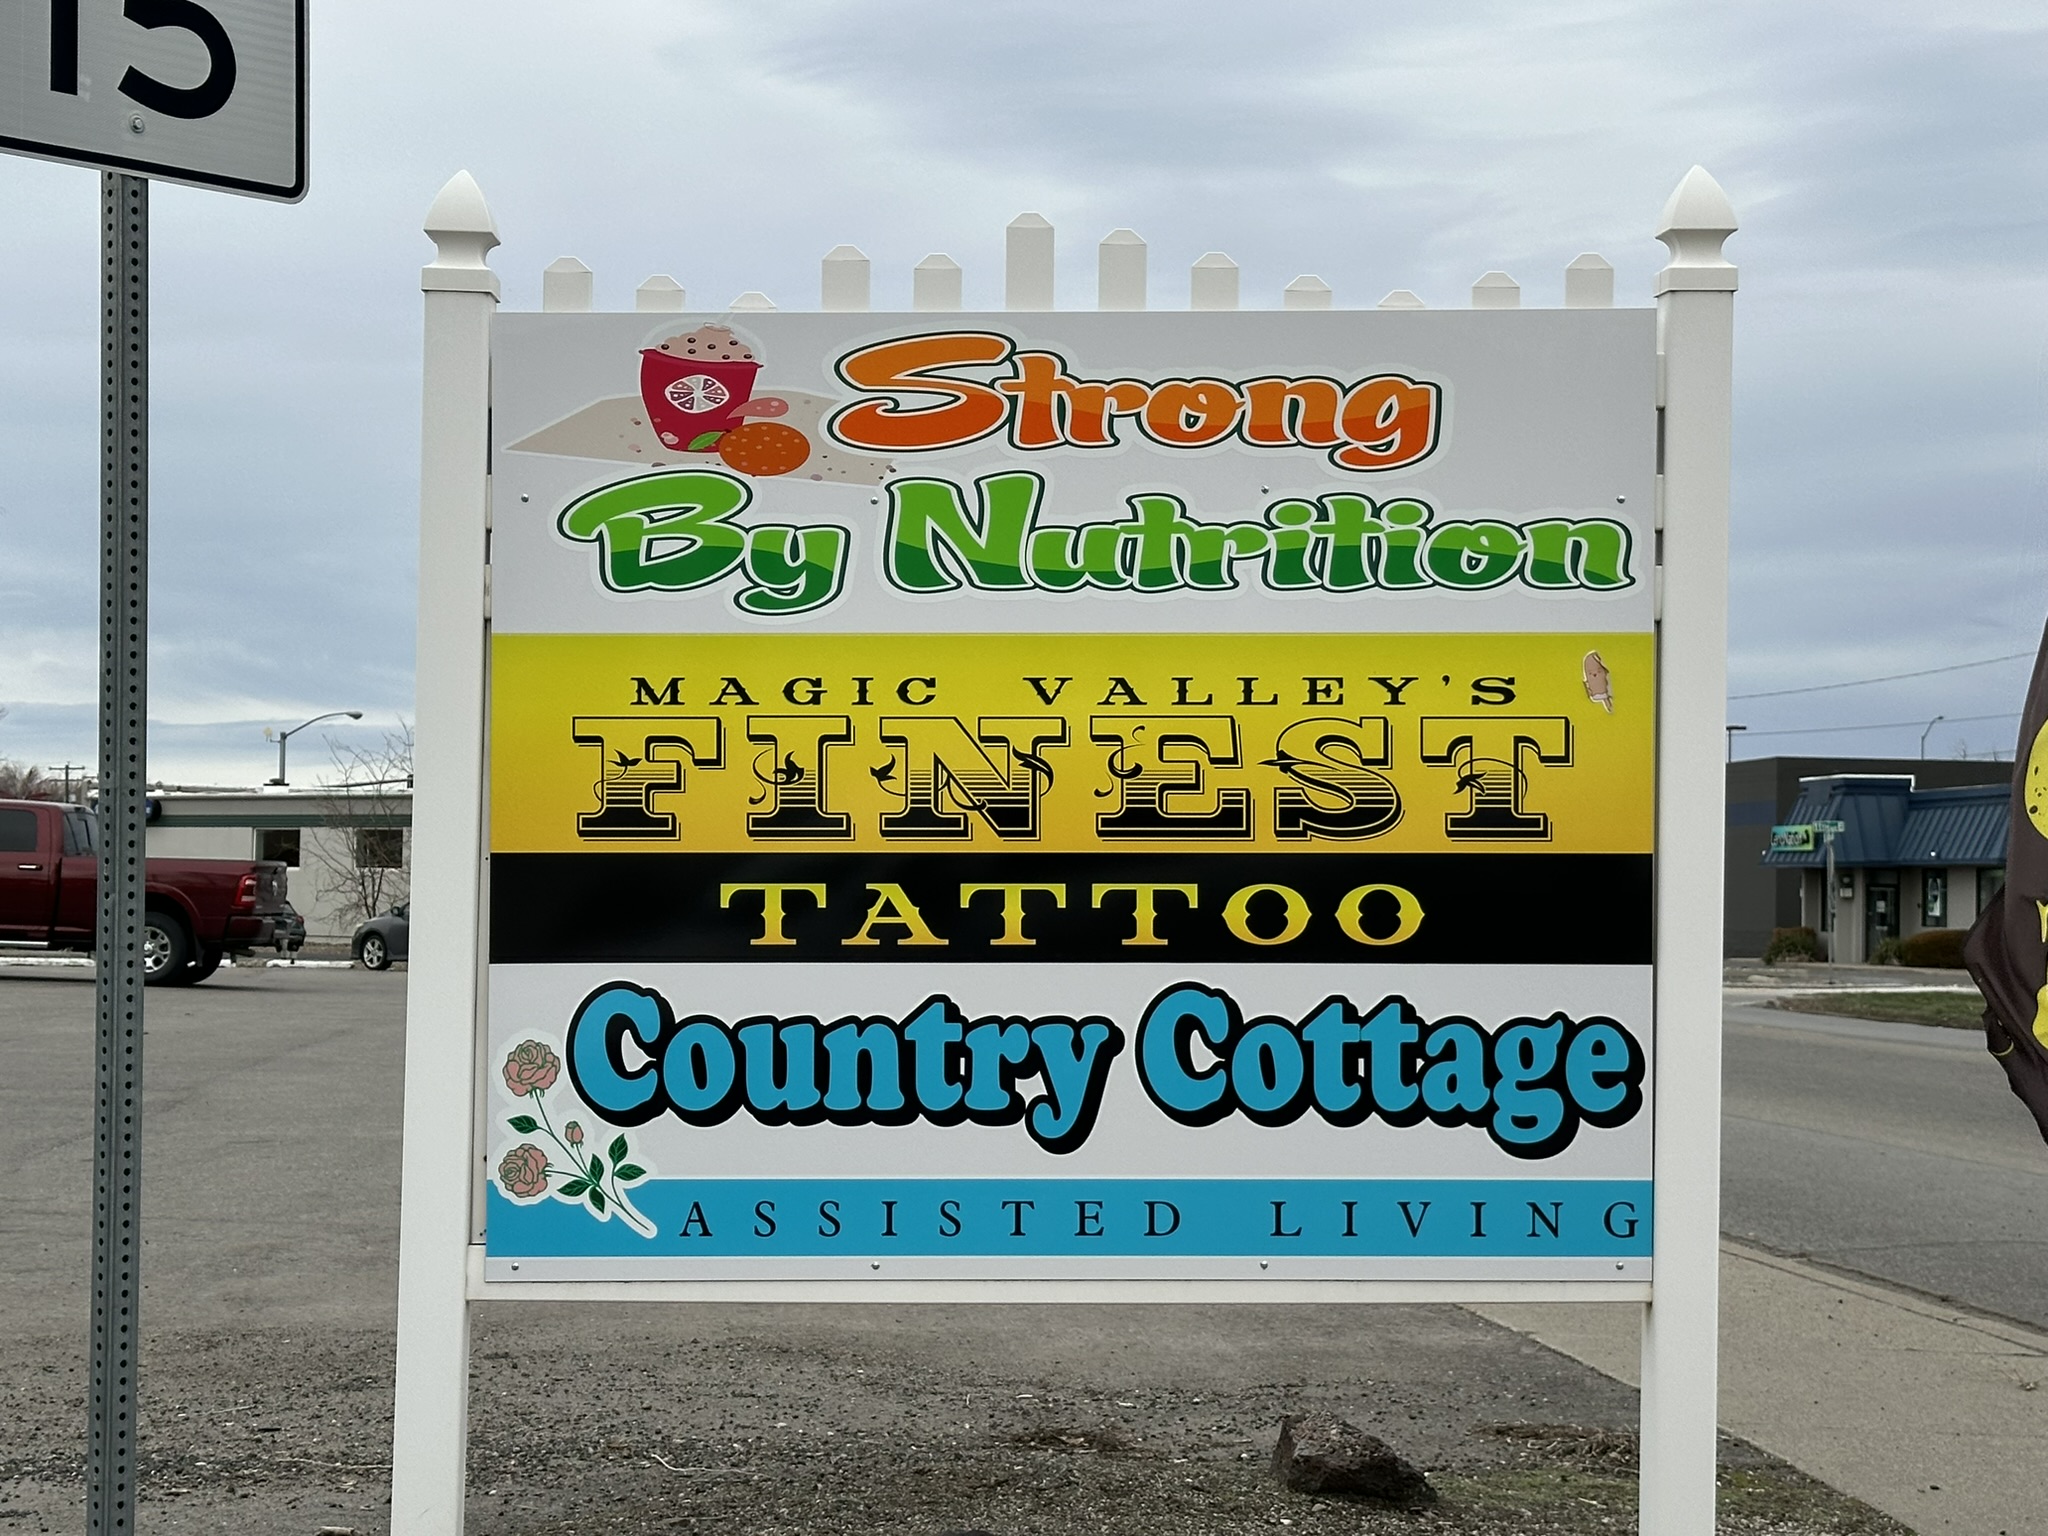 15
Strong
By Nutrition
MAGIC VALLEY'S
FINEST
TATTOO
Country Cottage
ASSISTED LIVING